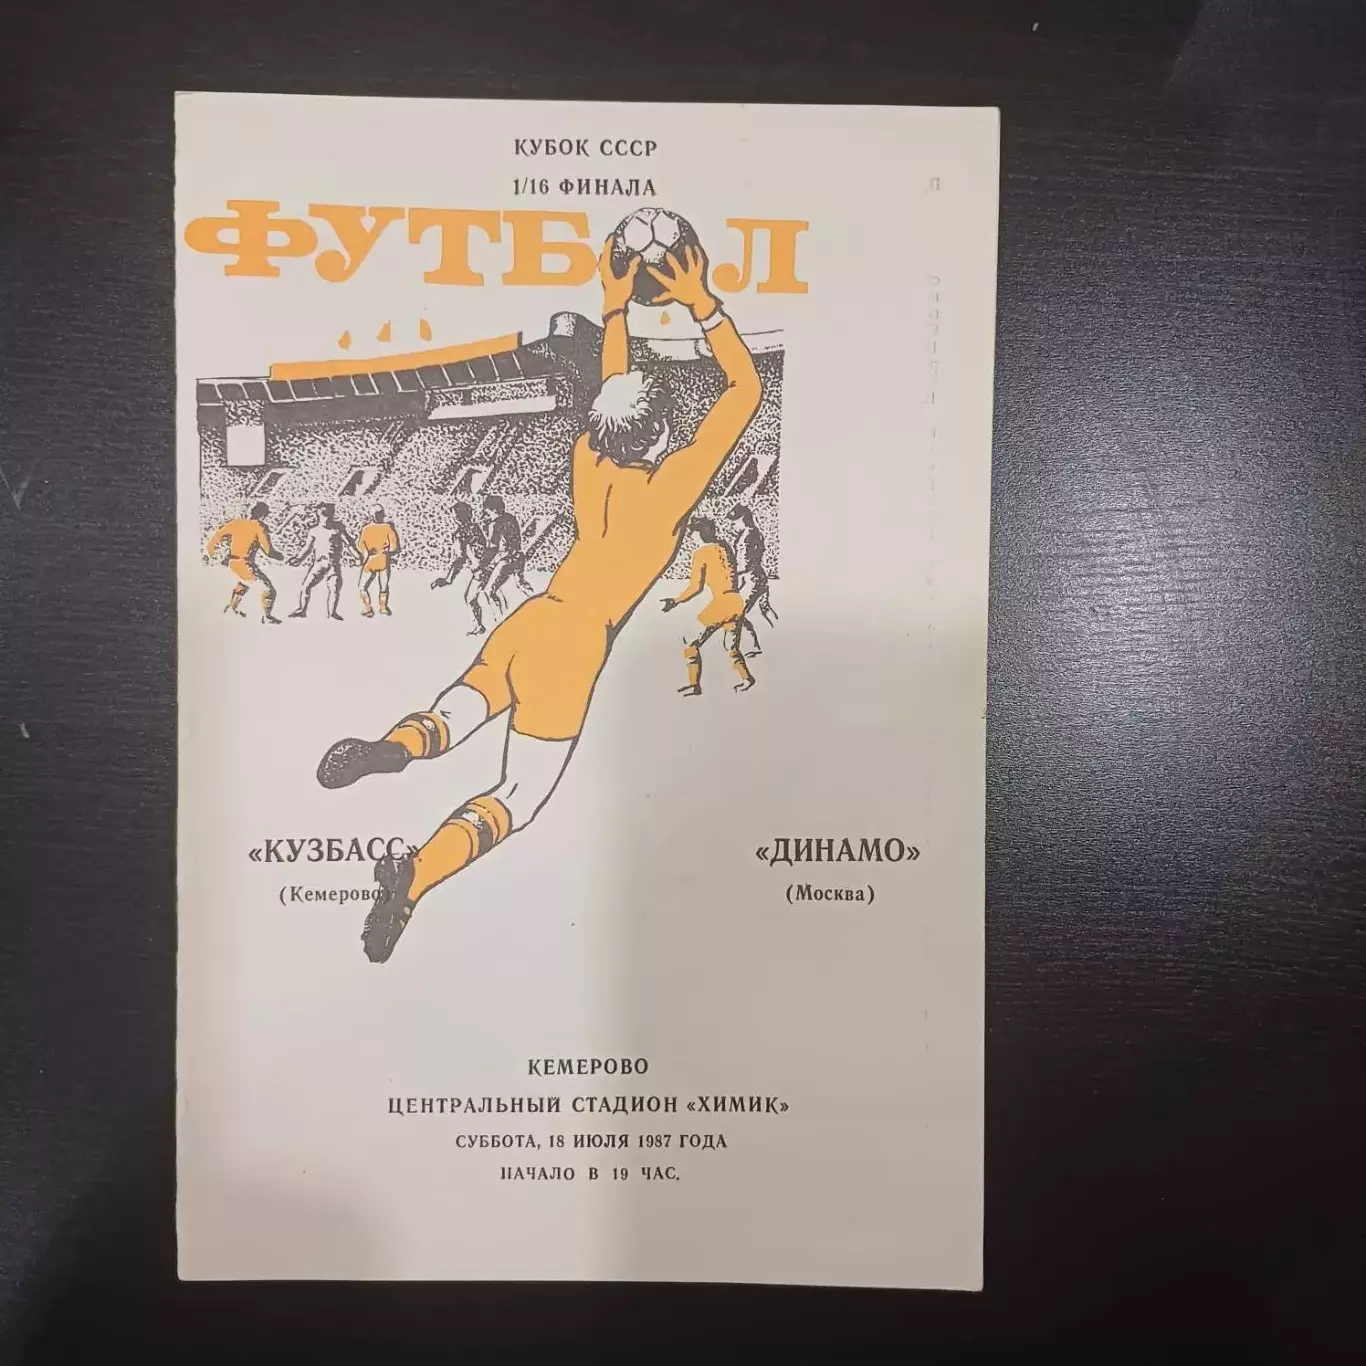 КУБОК СССР
1/16 ФИНАЛА
ФУТБОЛ
«КУЗБАСС»
(Кемерово)
«ДИНАМО»
(Москва)
КЕМЕРОВО
ЦЕНТРАЛЬНЫЙ СТАДИОН «ХИМИК»
СУББОТА, 18 ИЮЛЯ 1987 ГОДА
НАЧАЛО В 19 ЧАС.